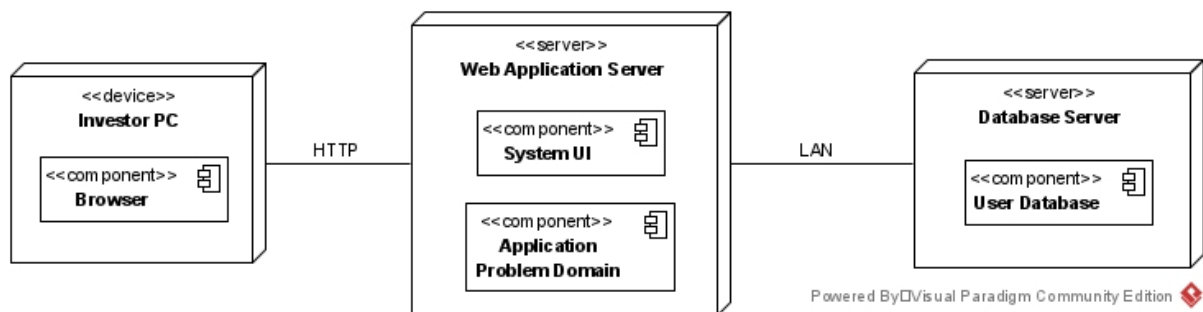 <<device>>
Investor PC
<<component>>
Browser
HTTP
<<server>>
Web Application Server
<<component>>
System UI
<<component>>
Application
Problem Domain
LAN
<<server>>
Database Server
<<component>>
User Database
Powered By□Visual Paradigm Community Edition